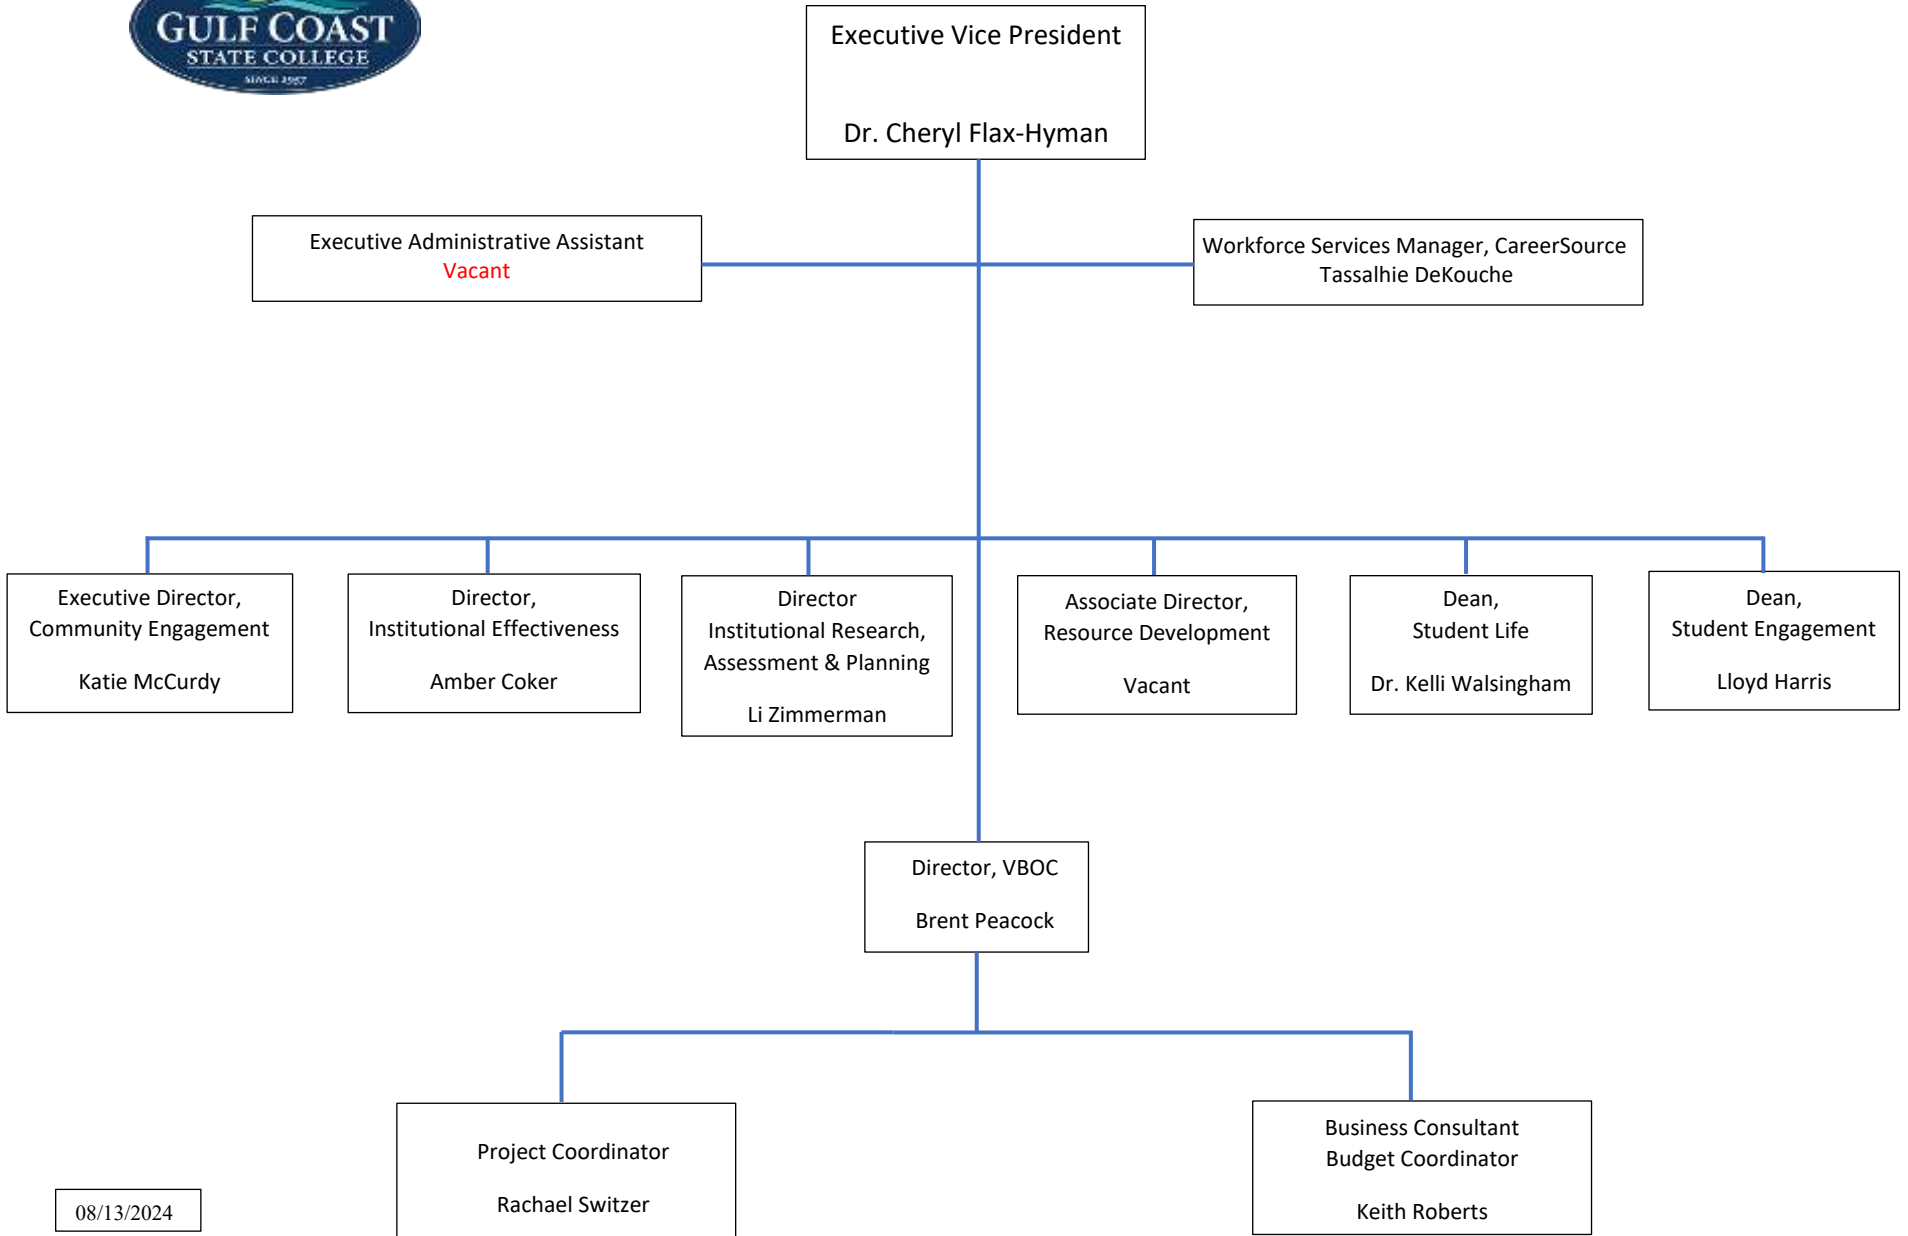 GULF COAST
STATE COLLEGE
SINCE 1957
Executive Vice President
Dr. Cheryl Flax-Hyman
Executive Administrative Assistant
Vacant
Workforce Services Manager, CareerSource
Tassalhie DeKouche
Executive Director,
Community Engagement
Katie McCurdy
Director,
Institutional Effectiveness
Amber Coker
Director
Institutional Research,
Assessment & Planning
Li Zimmerman
Associate Director,
Resource Development
Vacant
Dean,
Student Life
Dr. Kelli Walsingham
Dean,
Student Engagement
Lloyd Harris
Director, VBOC
Brent Peacock
Project Coordinator
Rachael Switzer
Business Consultant
Budget Coordinator
Keith Roberts
08/13/2024